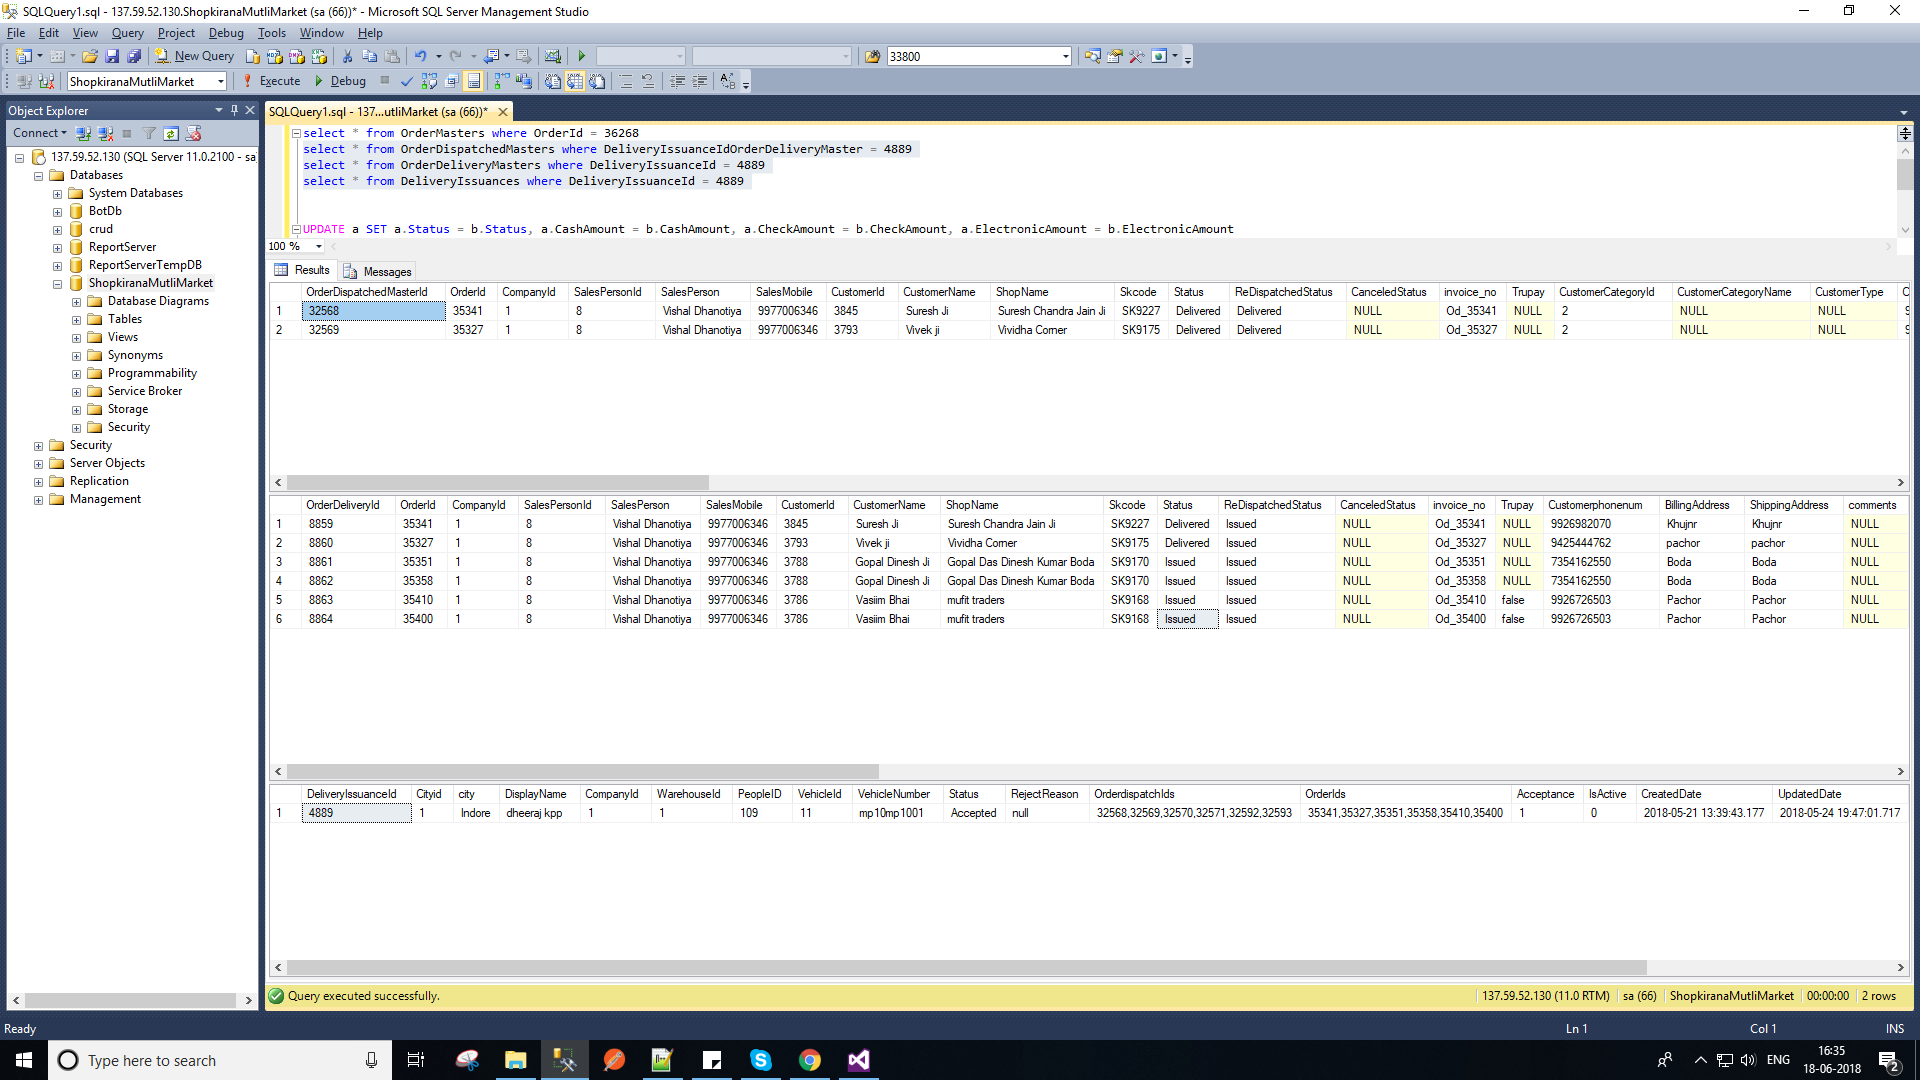 SQLQuery1.sql - 137.59.52.130.ShopkiranaMutliMarket (sa (66))* - Microsoft SQL Server Management Studio
File Edit View Query Project Debug Tools Window Help
New Query 33800
ShopkiranaMutliMarket Execute Debug
Object Explorer
Connect
137.59.52.130 (SQL Server 11.0.2100 - sa
Databases
System Databases
BotDb
crud
ReportServer
ReportServerTempDB
ShopkiranaMutliMarket
Database Diagrams
Tables
Views
Synonyms
Programmability
Service Broker
Storage
Security
Security
Server Objects
Replication
Management
SQLQuery1.sql - 137...utliMarket (sa (66))*
select * from OrderMasters where OrderId = 36268
select * from OrderDispatchedMasters where DeliveryIssuanceIdOrderDeliveryMaster = 4889
select * from OrderDeliveryMasters where DeliveryIssuanceId = 4889
select * from DeliveryIssuances where DeliveryIssuanceId = 4889
UPDATE a SET a.Status = b.Status, a.CashAmount = b.CashAmount, a.CheckAmount = b.CheckAmount, a.ElectronicAmount = b.ElectronicAmount
100 %
Results Messages
OrderDispatchedMasterId OrderId CompanyId SalesPersonId SalesPerson SalesMobile CustomerId CustomerName ShopName Skcode Status ReDispatchedStatus CanceledStatus invoice_no Trupay CustomerCategoryId CustomerCategoryName CustomerType
1 32568 35341 1 8 Vishal Dhanotiya 9977006346 3845 Suresh Ji Suresh Chandra Jain Ji SK9227 Delivered Delivered NULL Od_35341 NULL 2 NULL NULL
2 32569 35327 1 8 Vishal Dhanotiya 9977006346 3793 Vivek ji Vividha Corner SK9175 Delivered Delivered NULL Od_35327 NULL 2 NULL NULL
OrderDeliveryId OrderId CompanyId SalesPersonId SalesPerson SalesMobile CustomerId CustomerName ShopName Skcode Status ReDispatchedStatus CanceledStatus invoice_no Trupay Customerphonenum BillingAddress ShippingAddress comments
1 8859 35341 1 8 Vishal Dhanotiya 9977006346 3845 Suresh Ji Suresh Chandra Jain Ji SK9227 Delivered Issued NULL Od_35341 NULL 9926982070 Khujnr Khujnr NULL
2 8860 35327 1 8 Vishal Dhanotiya 9977006346 3793 Vivek ji Vividha Corner SK9175 Delivered Issued NULL Od_35327 NULL 9425444762 pachor pachor NULL
3 8861 35351 1 8 Vishal Dhanotiya 9977006346 3788 Gopal Dinesh Ji Gopal Das Dinesh Kumar Boda SK9170 Issued Issued NULL Od_35351 NULL 7354162550 Boda Boda NULL
4 8862 35358 1 8 Vishal Dhanotiya 9977006346 3788 Gopal Dinesh Ji Gopal Das Dinesh Kumar Boda SK9170 Issued Issued NULL Od_35358 NULL 7354162550 Boda Boda NULL
5 8863 35410 1 8 Vishal Dhanotiya 9977006346 3786 Vasiim Bhai mufit traders SK9168 Issued Issued NULL Od_35410 false 9926726503 Pachor Pachor NULL
6 8864 35400 1 8 Vishal Dhanotiya 9977006346 3786 Vasiim Bhai mufit traders SK9168 Issued Issued NULL Od_35400 false 9926726503 Pachor Pachor NULL
DeliveryIssuanceId Cityid city DisplayName CompanyId WarehouseId PeopleID VehicleId VehicleNumber Status RejectReason OrderdispatchIds OrderIds Acceptance IsActive CreatedDate UpdatedDate
1 4889 1 Indore dheeraj kpp 1 1 109 11 mp10mp1001 Accepted null 32568,32569,32570,32571,32592,32593 35341,35327,35351,35358,35410,35400 1 0 2018-05-21 13:39:43.177 2018-05-24 19:47:01.717
Query executed successfully. 137.59.52.130 (11.0 RTM) sa (66) ShopkiranaMutliMarket 00:00:00 2 rows
Ready Ln 1 Col 1 INS
Type here to search ENG 16:35
18-06-2018 2